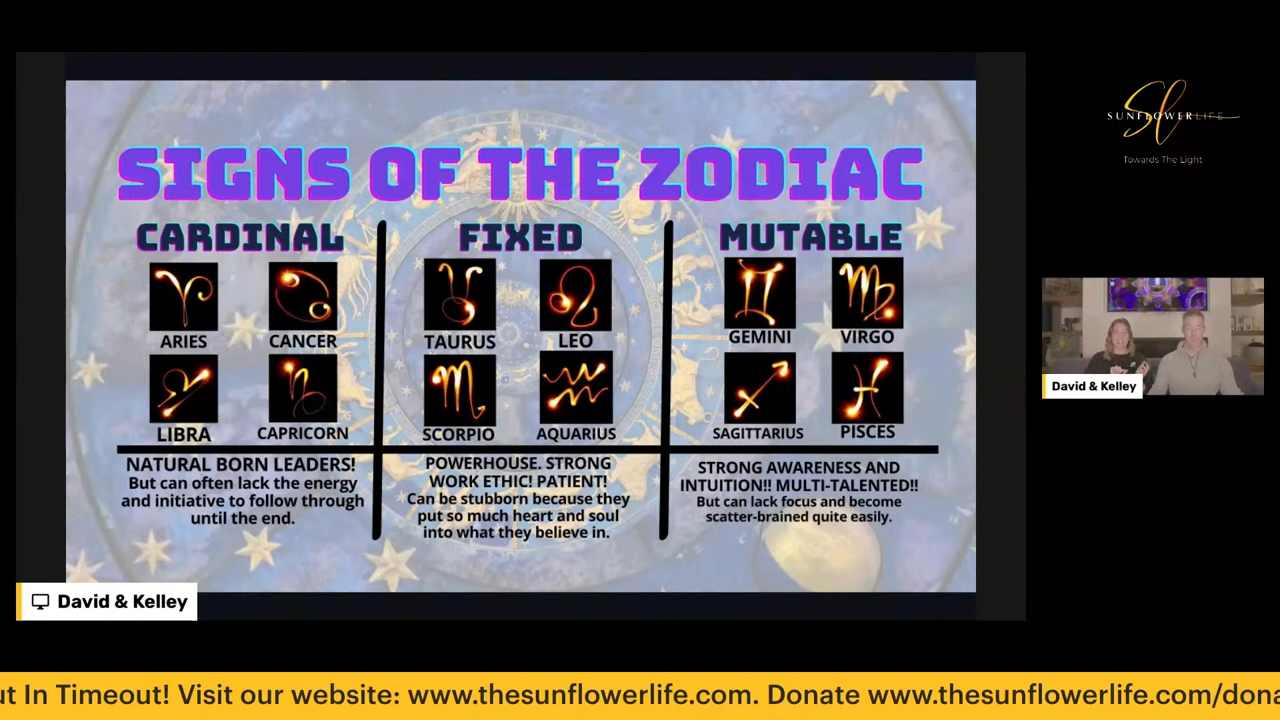 SIGNS OF THE ZODIAC
CARDINAL
ARIES
CANCER
LIBRA
CAPRICORN
NATURAL BORN LEADERS!
But can often lack the energy
and initiative to follow through
until the end.
FIXED
TAURUS
LEO
SCORPIO
AQUARIUS
POWERHOUSE. STRONG
WORK ETHIC! PATIENT!
Can be stubborn because they
put so much heart and soul
into what they believe in.
MUTABLE
GEMINI
VIRGO
SAGITTARIUS
PISCES
STRONG AWARENESS AND
INTUITION!! MULTI-TALENTED!!
But can lack focus and become
scatter-brained quite easily.
David & Kelley
SL
SUNFLOWERLIFE
Towards The Light
David & Kelley
In Timeout! Visit our website: www.thesunflowerlife.com. Donate www.thesunflowerlife.com/dona